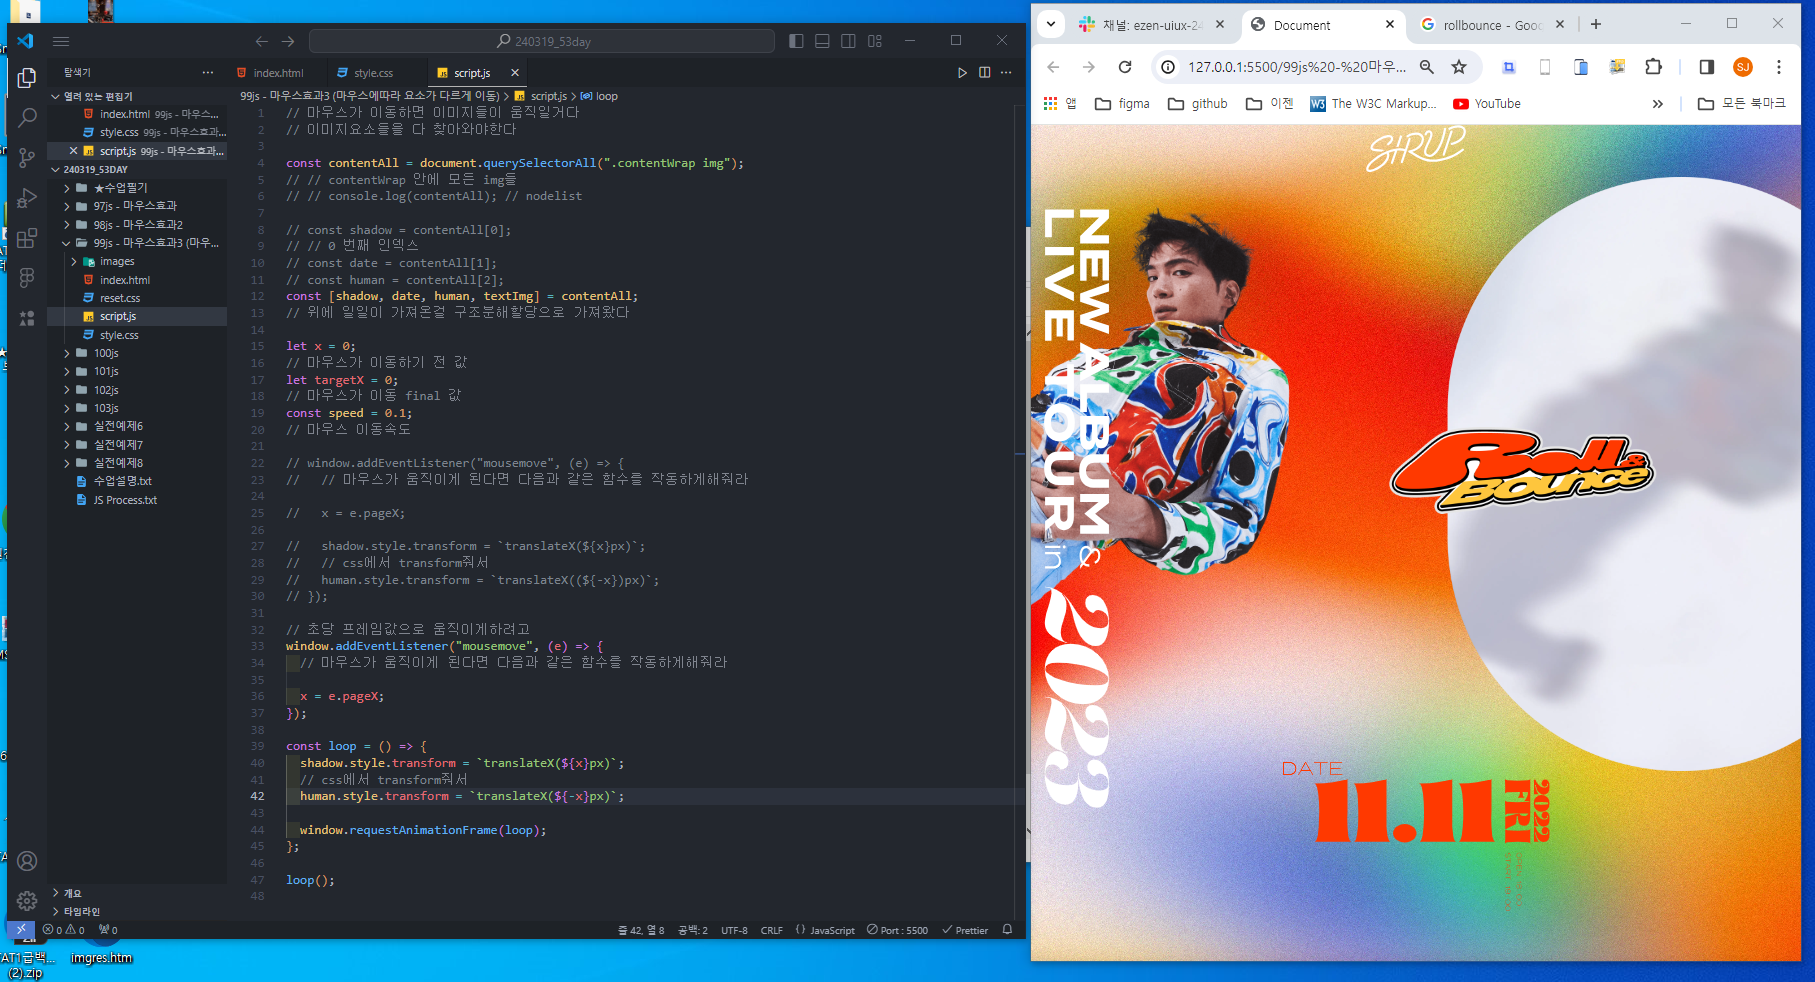 240319_53day
탐색기
index.html
style.css
script.js
99js - 마우스효과3 (마우스에따라 요소가 다르게 이동) > script.js > loop
열려 있는 편집기
index.html 99js - 마우스...
style.css 99js - 마우스효과...
script.js 99js - 마우스효과...
240319_53DAY
★수업필기
97js - 마우스효과
98js - 마우스효과2
99js - 마우스효과3 (마우...
images
index.html
reset.css
script.js
style.css
100js
101js
102js
103js
실전예제6
실전예제7
실전예제8
수업설명.txt
JS Process.txt
개요
타임라인
1 // 마우스가 이동하면 이미지들이 움직일거다
2 // 이미지요소들을 다 찾아와야한다
3
4 const contentAll = document.querySelectorAll(".contentWrap img");
5 // // contentWrap 안에 모든 img들
6 // // console.log(contentAll); // nodelist
7
8 // const shadow = contentAll[0];
9 // // 0 번째 인덱스
10 // const date = contentAll[1];
11 // const human = contentAll[2];
12 const [shadow, date, human, textImg] = contentAll;
13 // 위에 일일이 가져온걸 구조분해할당으로 가져왔다
14
15 let x = 0;
16 // 마우스가 이동하기 전 값
17 let targetX = 0;
18 // 마우스가 이동 final 값
19 const speed = 0.1;
20 // 마우스 이동속도
21
22 // window.addEventListener("mousemove", (e) => {
23 //   // 마우스가 움직이게 된다면 다음과 같은 함수를 작동하게해줘라
24
25 //   x = e.pageX;
26
27 //   shadow.style.transform = `translateX(${x}px)`;
28 //   // css에서 transform줘서
29 //   human.style.transform = `translateX((${-x})px)`;
30 // });
31
32 // 초당 프레임값으로 움직이게하려고
33 window.addEventListener("mousemove", (e) => {
34   // 마우스가 움직이게 된다면 다음과 같은 함수를 작동하게해줘라
35
36   x = e.pageX;
37 });
38
39 const loop = () => {
40   shadow.style.transform = `translateX(${x}px)`;
41   // css에서 transform줘서
42   human.style.transform = `translateX(${-x}px)`;
43
44   window.requestAnimationFrame(loop);
45 };
46
47 loop();
48
0 0 0
줄 42, 열 8 공백: 2 UTF-8 CRLF {} JavaScript Port : 5500 Prettier
(2).zip
imgres.htm
채널: ezen-uiux-24
Document
rollbounce - Goo
127.0.0.1:5500/99js%20-%20마우...
SJ
앱 figma github 이젠 W3 The W3C Markup... YouTube » 모든 북마크
SIRUP
NEW ALBUM &
LIVE TOUR in
2023
Roll &
Bounce
DATE
11.11
FRI
2022